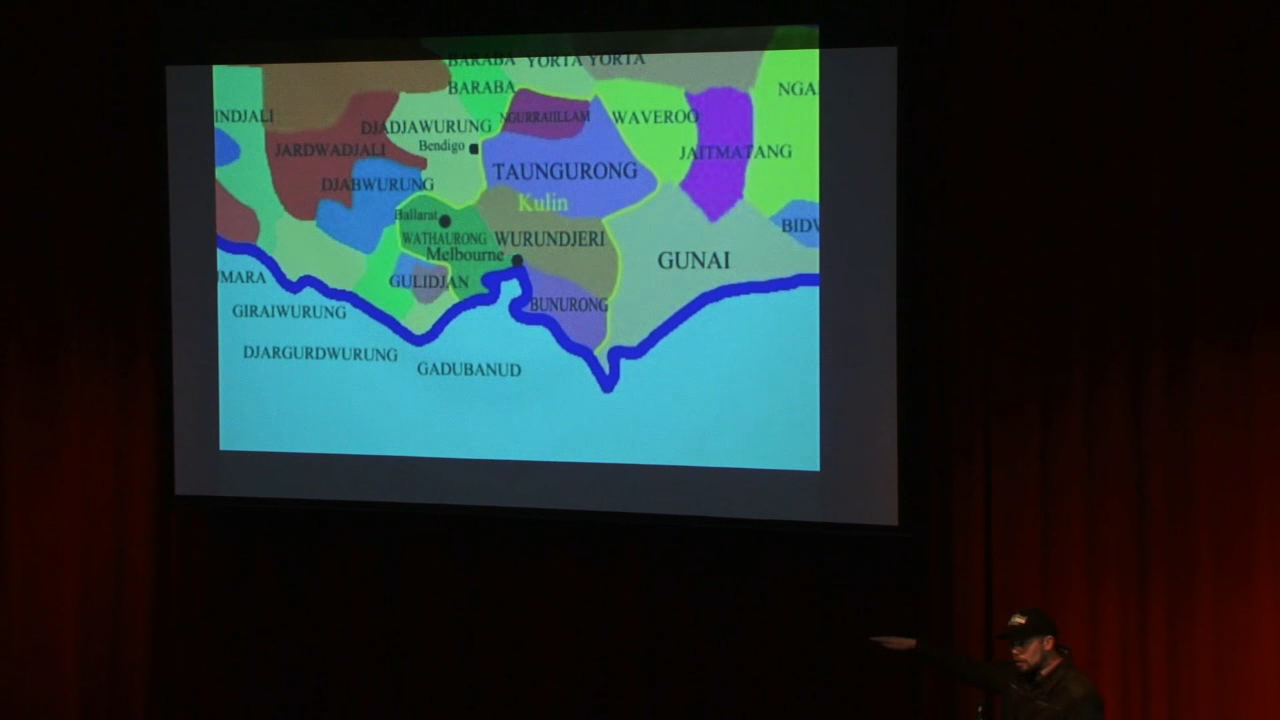 BARABA YORTA YORTA
BARABA
NGA
INDJALI
NGURRAIILLAM
WAVEROO
DJADJAWURUNG
JARDWADJALI
Bendigo
JAITMATANG
TAUNGURONG
DJABWURUNG
Kulin
Ballarat
BIDV
WATHAURONG
WURUNDJERI
Melbourne
GUNAI
JMARA
GULIDJAN
BUNURONG
GIRAIWURUNG
DJARGURDWURUNG
GADUBANUD